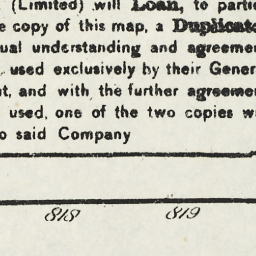 (Limited) will Loan, to partie
copy of this map, a Duplicate
ual understanding and agreemen
used exclusively by their Gener
t, and with the further agreemen
used, one of the two copies w
o said Company
818 819